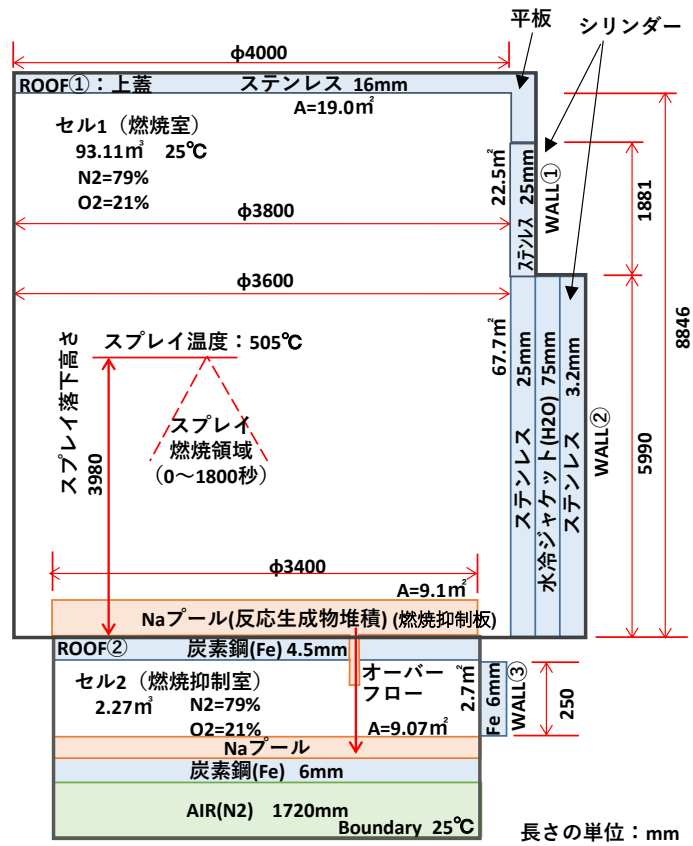 平板
シリンダー
φ4000
ROOF①：上蓋
ステンレス 16mm
A=19.0㎡
セル1（燃焼室）
93.11㎥ 25℃
N2=79%
O2=21%
22.5㎡
ステンレス 25mm
WALL①
1881
8846
φ3800
φ3600
スプレイ落下高さ
3980
スプレイ温度：505℃
スプレイ
燃焼領域
（0～1800秒）
67.7㎡
ステンレス 25mm
水冷ジャケット(H2O) 75mm
ステンレス 3.2mm
WALL②
5990
φ3400
A=9.1㎡
Naプール(反応生成物堆積) (燃焼抑制板)
ROOF②
炭素鋼(Fe) 4.5mm
セル2（燃焼抑制室）
2.27㎥
N2=79%
O2=21%
オーバー
フロー
A=9.07㎡
2.7㎡
Fe 6mm
WALL③
250
Naプール
炭素鋼(Fe) 6mm
AIR(N2) 1720mm
Boundary 25℃
長さの単位：mm